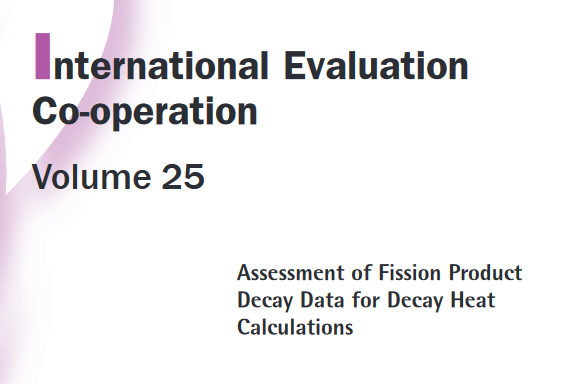 International Evaluation
Co-operation
Volume 25
Assessment of Fission Product
Decay Data for Decay Heat
Calculations